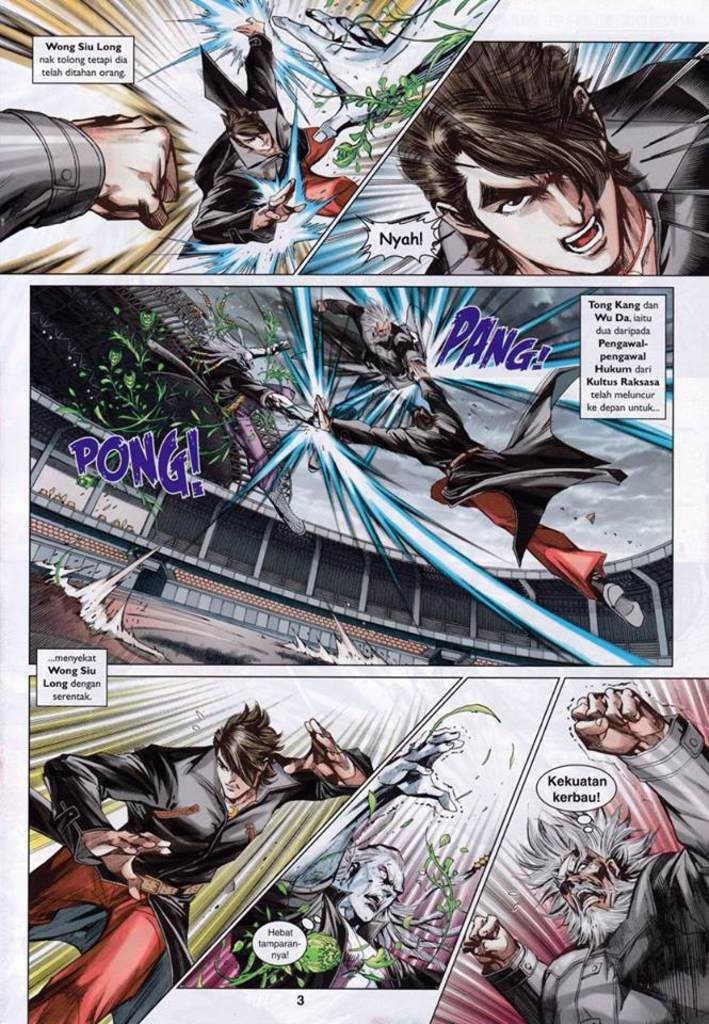 Wong Siu Long
nak tolong tetapi dia
telah ditahan orang.
Nyah!
Tong Kang dan
Wu Da, iaitu
dua daripada
Pengawal-
pengawal
Hukum dari
Kultus Raksasa
telah meluncur
ke depan untuk...
PANG!
PONG!
...menyekat
Wong Siu
Long dengan
serentak.
Kekuatan
kerbau!
Hebat
tamparan-
nya!
3